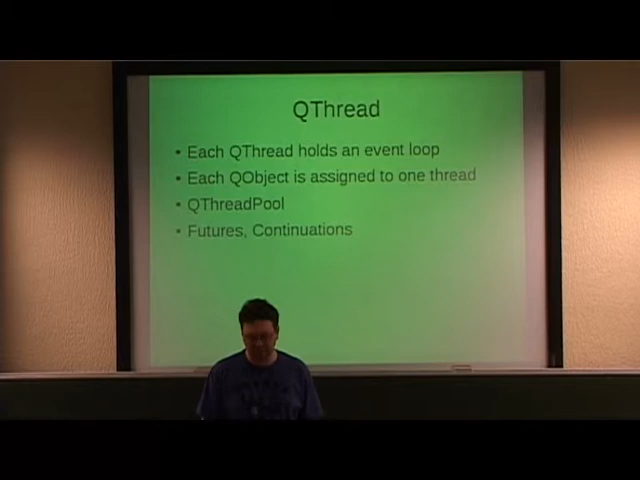 QThread
• Each QThread holds an event loop
• Each QObject is assigned to one thread
• QThreadPool
• Futures, Continuations